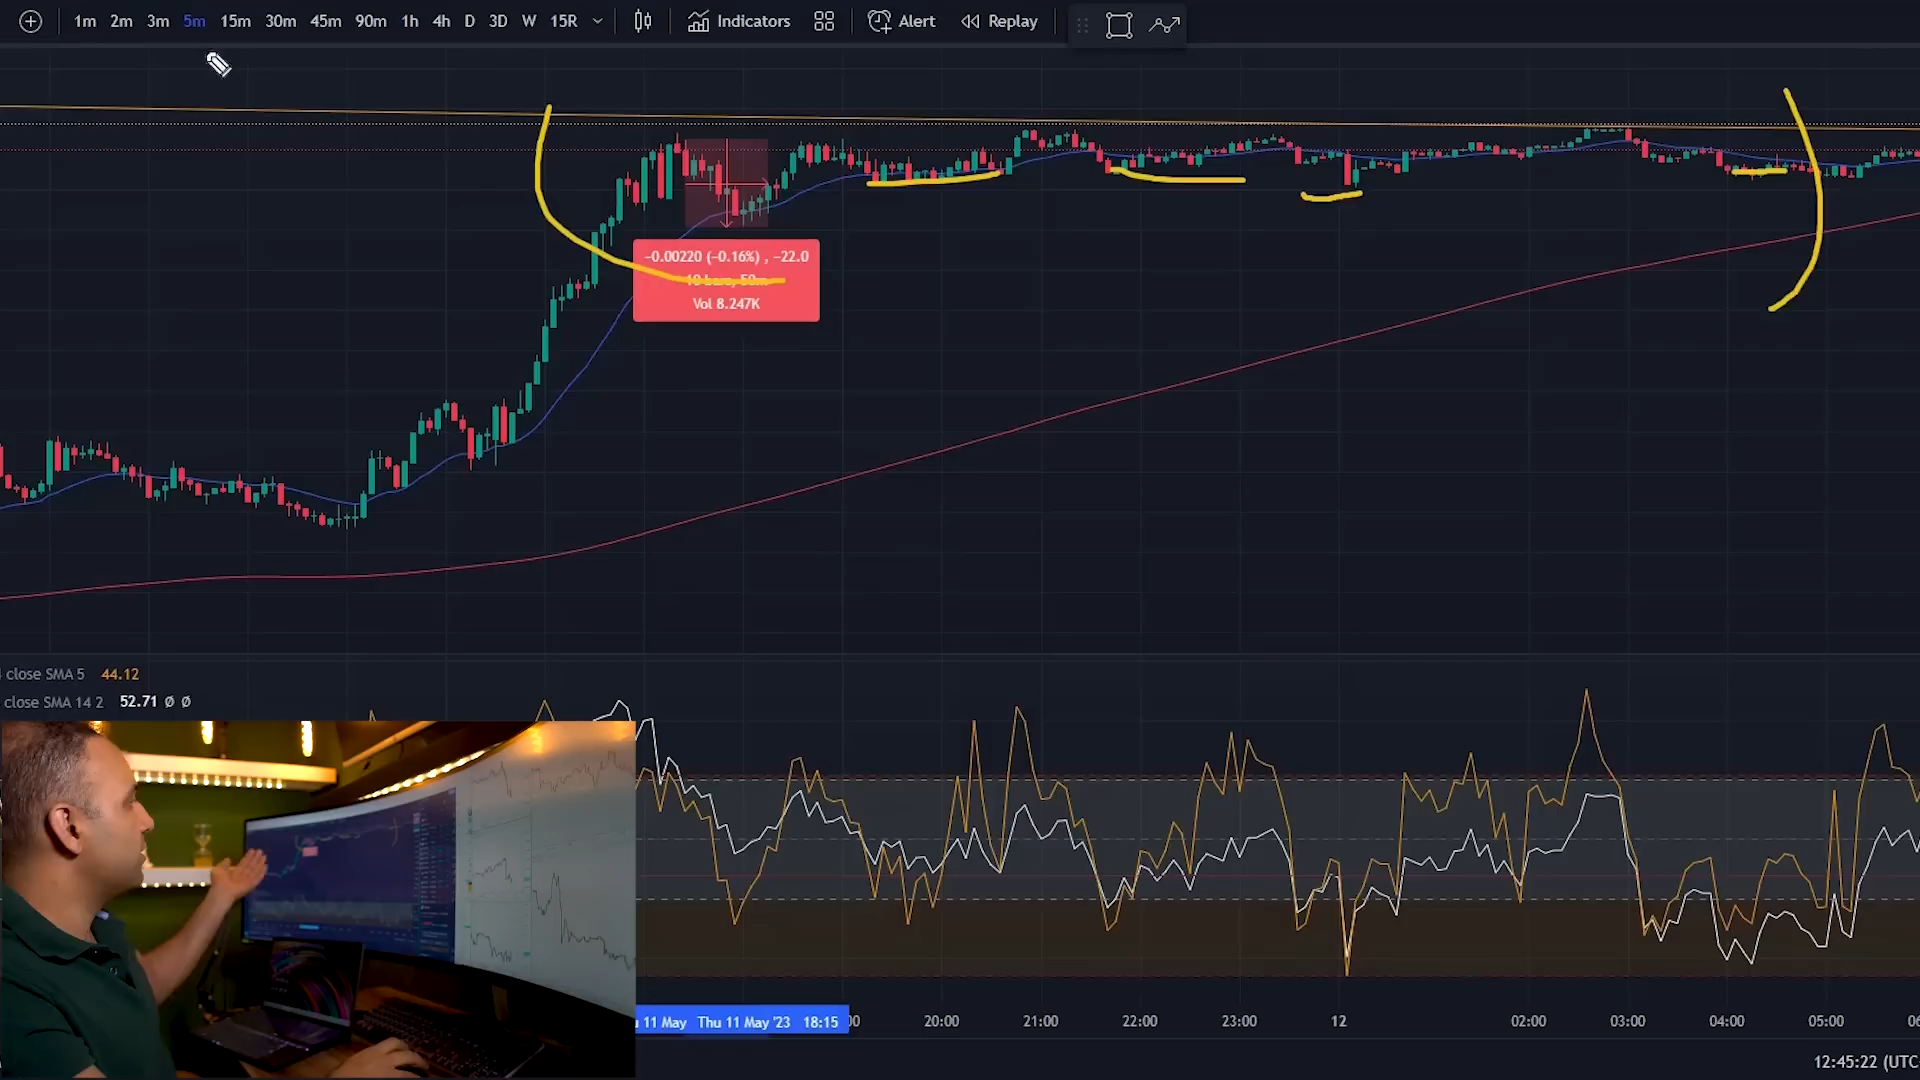 1m 2m 3m 5m 15m 30m 45m 90m 1h 4h D 3D W 15R Indicators Alert Replay
−0.00220 (−0.16%) , −22.0
Vol 8.247K
close SMA 5 44.12
close SMA 14 2 52.71 Ø Ø
11 May Thu 11 May '23 18:15 20:00 21:00 22:00 23:00 12 02:00 03:00 04:00 05:00
12:45:22 (UTC